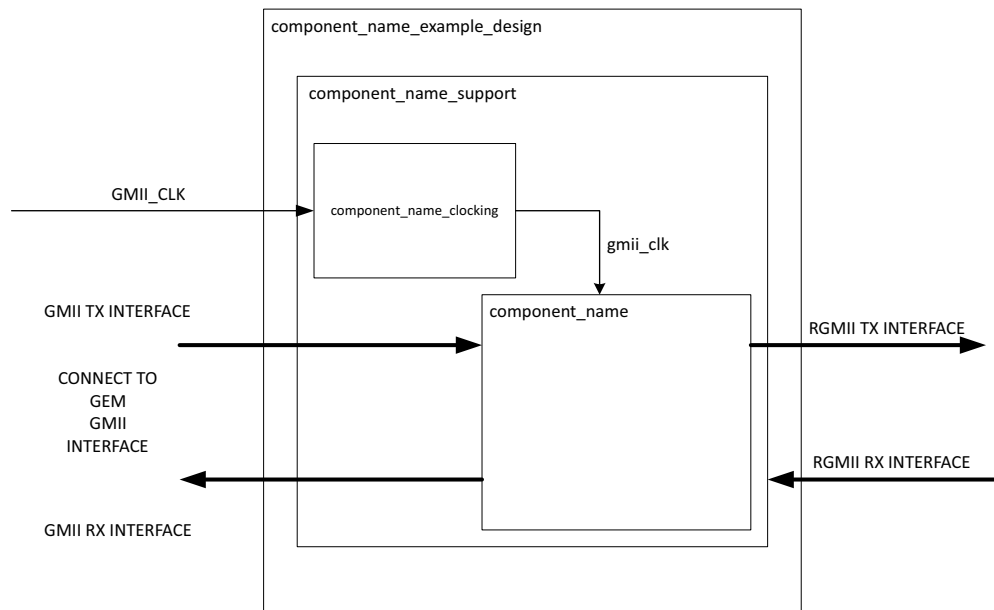 component_name_example_design
component_name_support
GMII_CLK
component_name_clocking
gmii_clk
GMII TX INTERFACE
component_name
RGMII TX INTERFACE
CONNECT TO
GEM
GMII
INTERFACE
RGMII RX INTERFACE
GMII RX INTERFACE